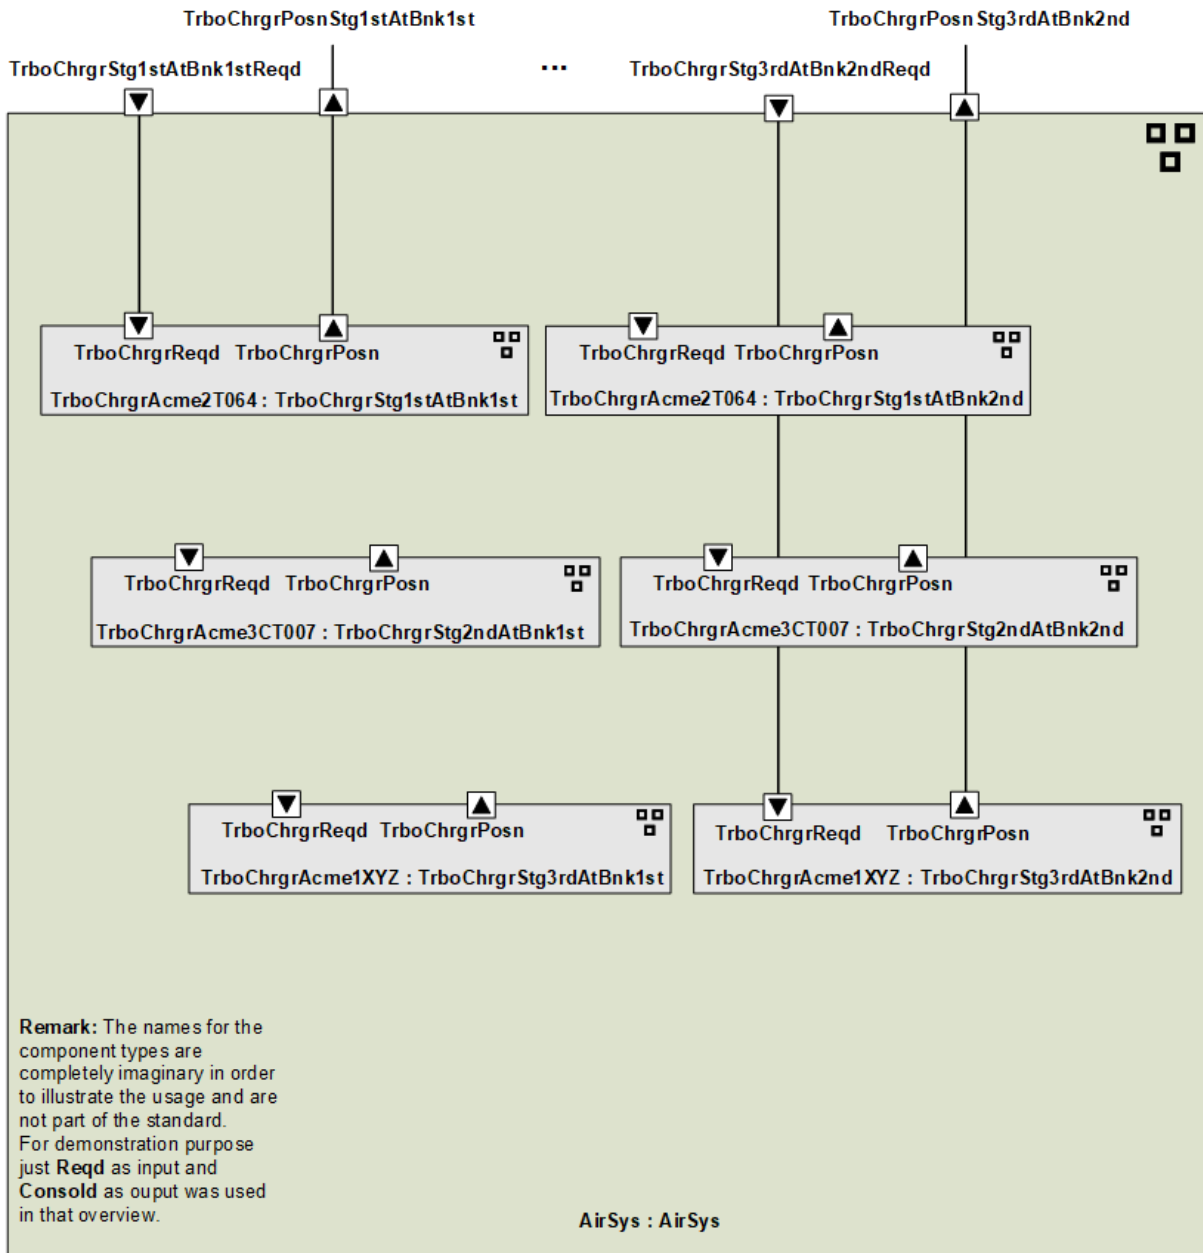 TrboChrgrPosnStg1stAtBnk1st
TrboChrgrPosnStg3rdAtBnk2nd
TrboChrgrStg1stAtBnk1stReqd
...
TrboChrgrStg3rdAtBnk2ndReqd
TrboChrgrReqd TrboChrgrPosn
TrboChrgrAcme2T064 : TrboChrgrStg1stAtBnk1st
TrboChrgrReqd TrboChrgrPosn
TrboChrgrAcme2T064 : TrboChrgrStg1stAtBnk2nd
TrboChrgrReqd TrboChrgrPosn
TrboChrgrAcme3CT007 : TrboChrgrStg2ndAtBnk1st
TrboChrgrReqd TrboChrgrPosn
TrboChrgrAcme3CT007 : TrboChrgrStg2ndAtBnk2nd
TrboChrgrReqd TrboChrgrPosn
TrboChrgrAcme1XYZ : TrboChrgrStg3rdAtBnk1st
TrboChrgrReqd TrboChrgrPosn
TrboChrgrAcme1XYZ : TrboChrgrStg3rdAtBnk2nd
Remark: The names for the
component types are
completely imaginary in order
to illustrate the usage and are
not part of the standard.
For demonstration purpose
just Reqd as input and
Consold as ouput was used
in that overview.
AirSys : AirSys